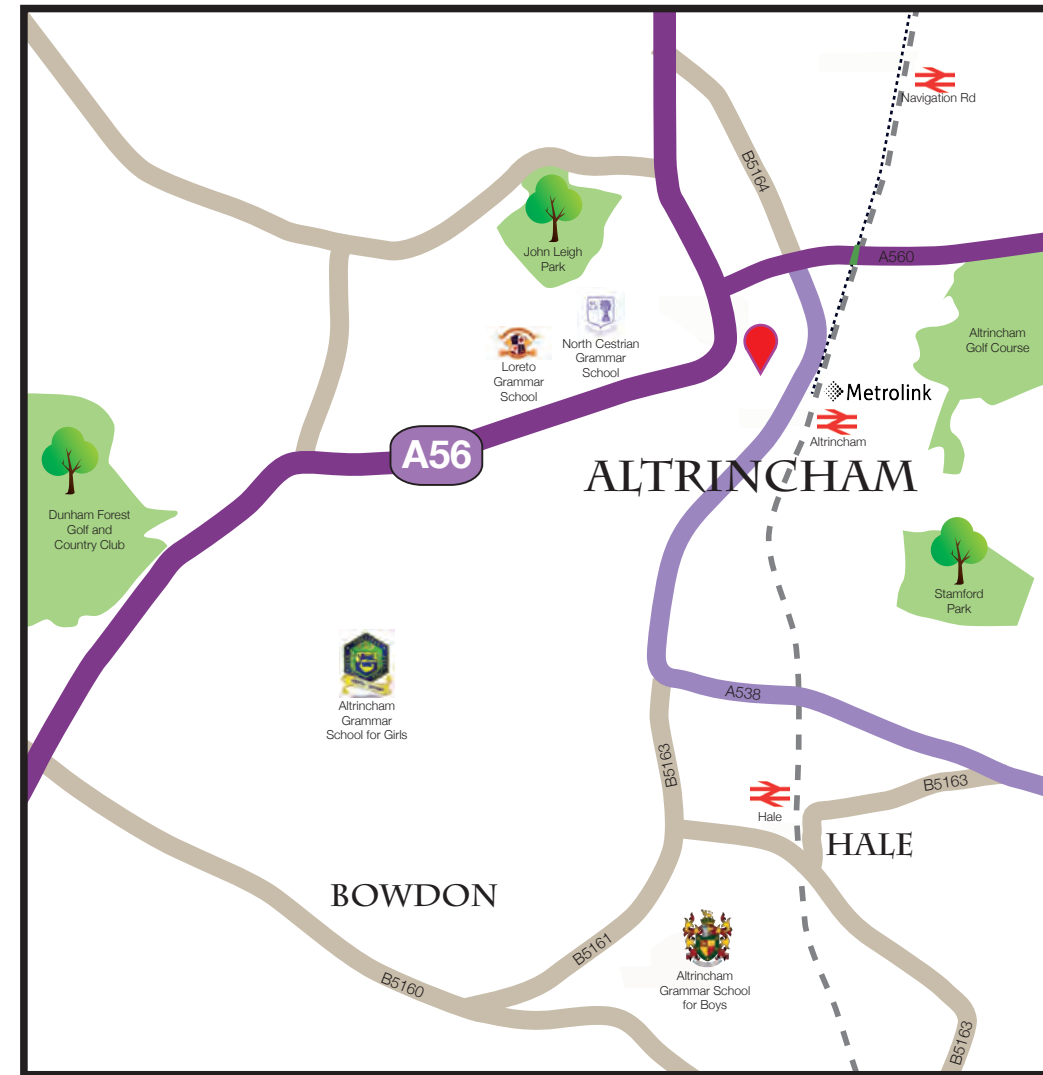 Navigation Rd
B5164
John Leigh
Park
A560
North Cestrian
Grammar
School
Loreto
Grammar
School
Altrincham
Golf Course
Metrolink
Altrincham
A56
ALTRINCHAM
Dunham Forest
Golf and
Country Club
Stamford
Park
Altrincham
Grammar
School for Girls
A538
B5163
B5163
Hale
HALE
BOWDON
B5161
B5160
Altrincham
Grammar School
for Boys
B5163